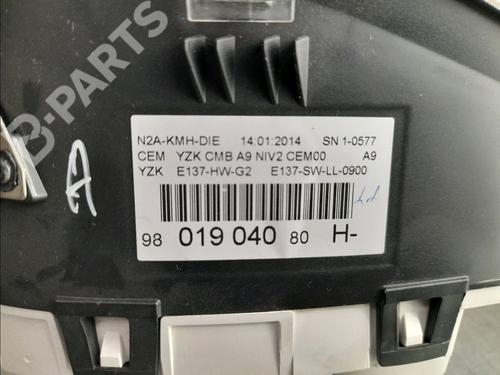 B-PARTS
N2A-KMH-DIE 14:01:2014 SN 1-0577
CEM YZK CMB A9 NIV2 CEM00 A9
YZK E137-HW-G2 E137-SW-LL-0900
98 019 040 80 H-
A